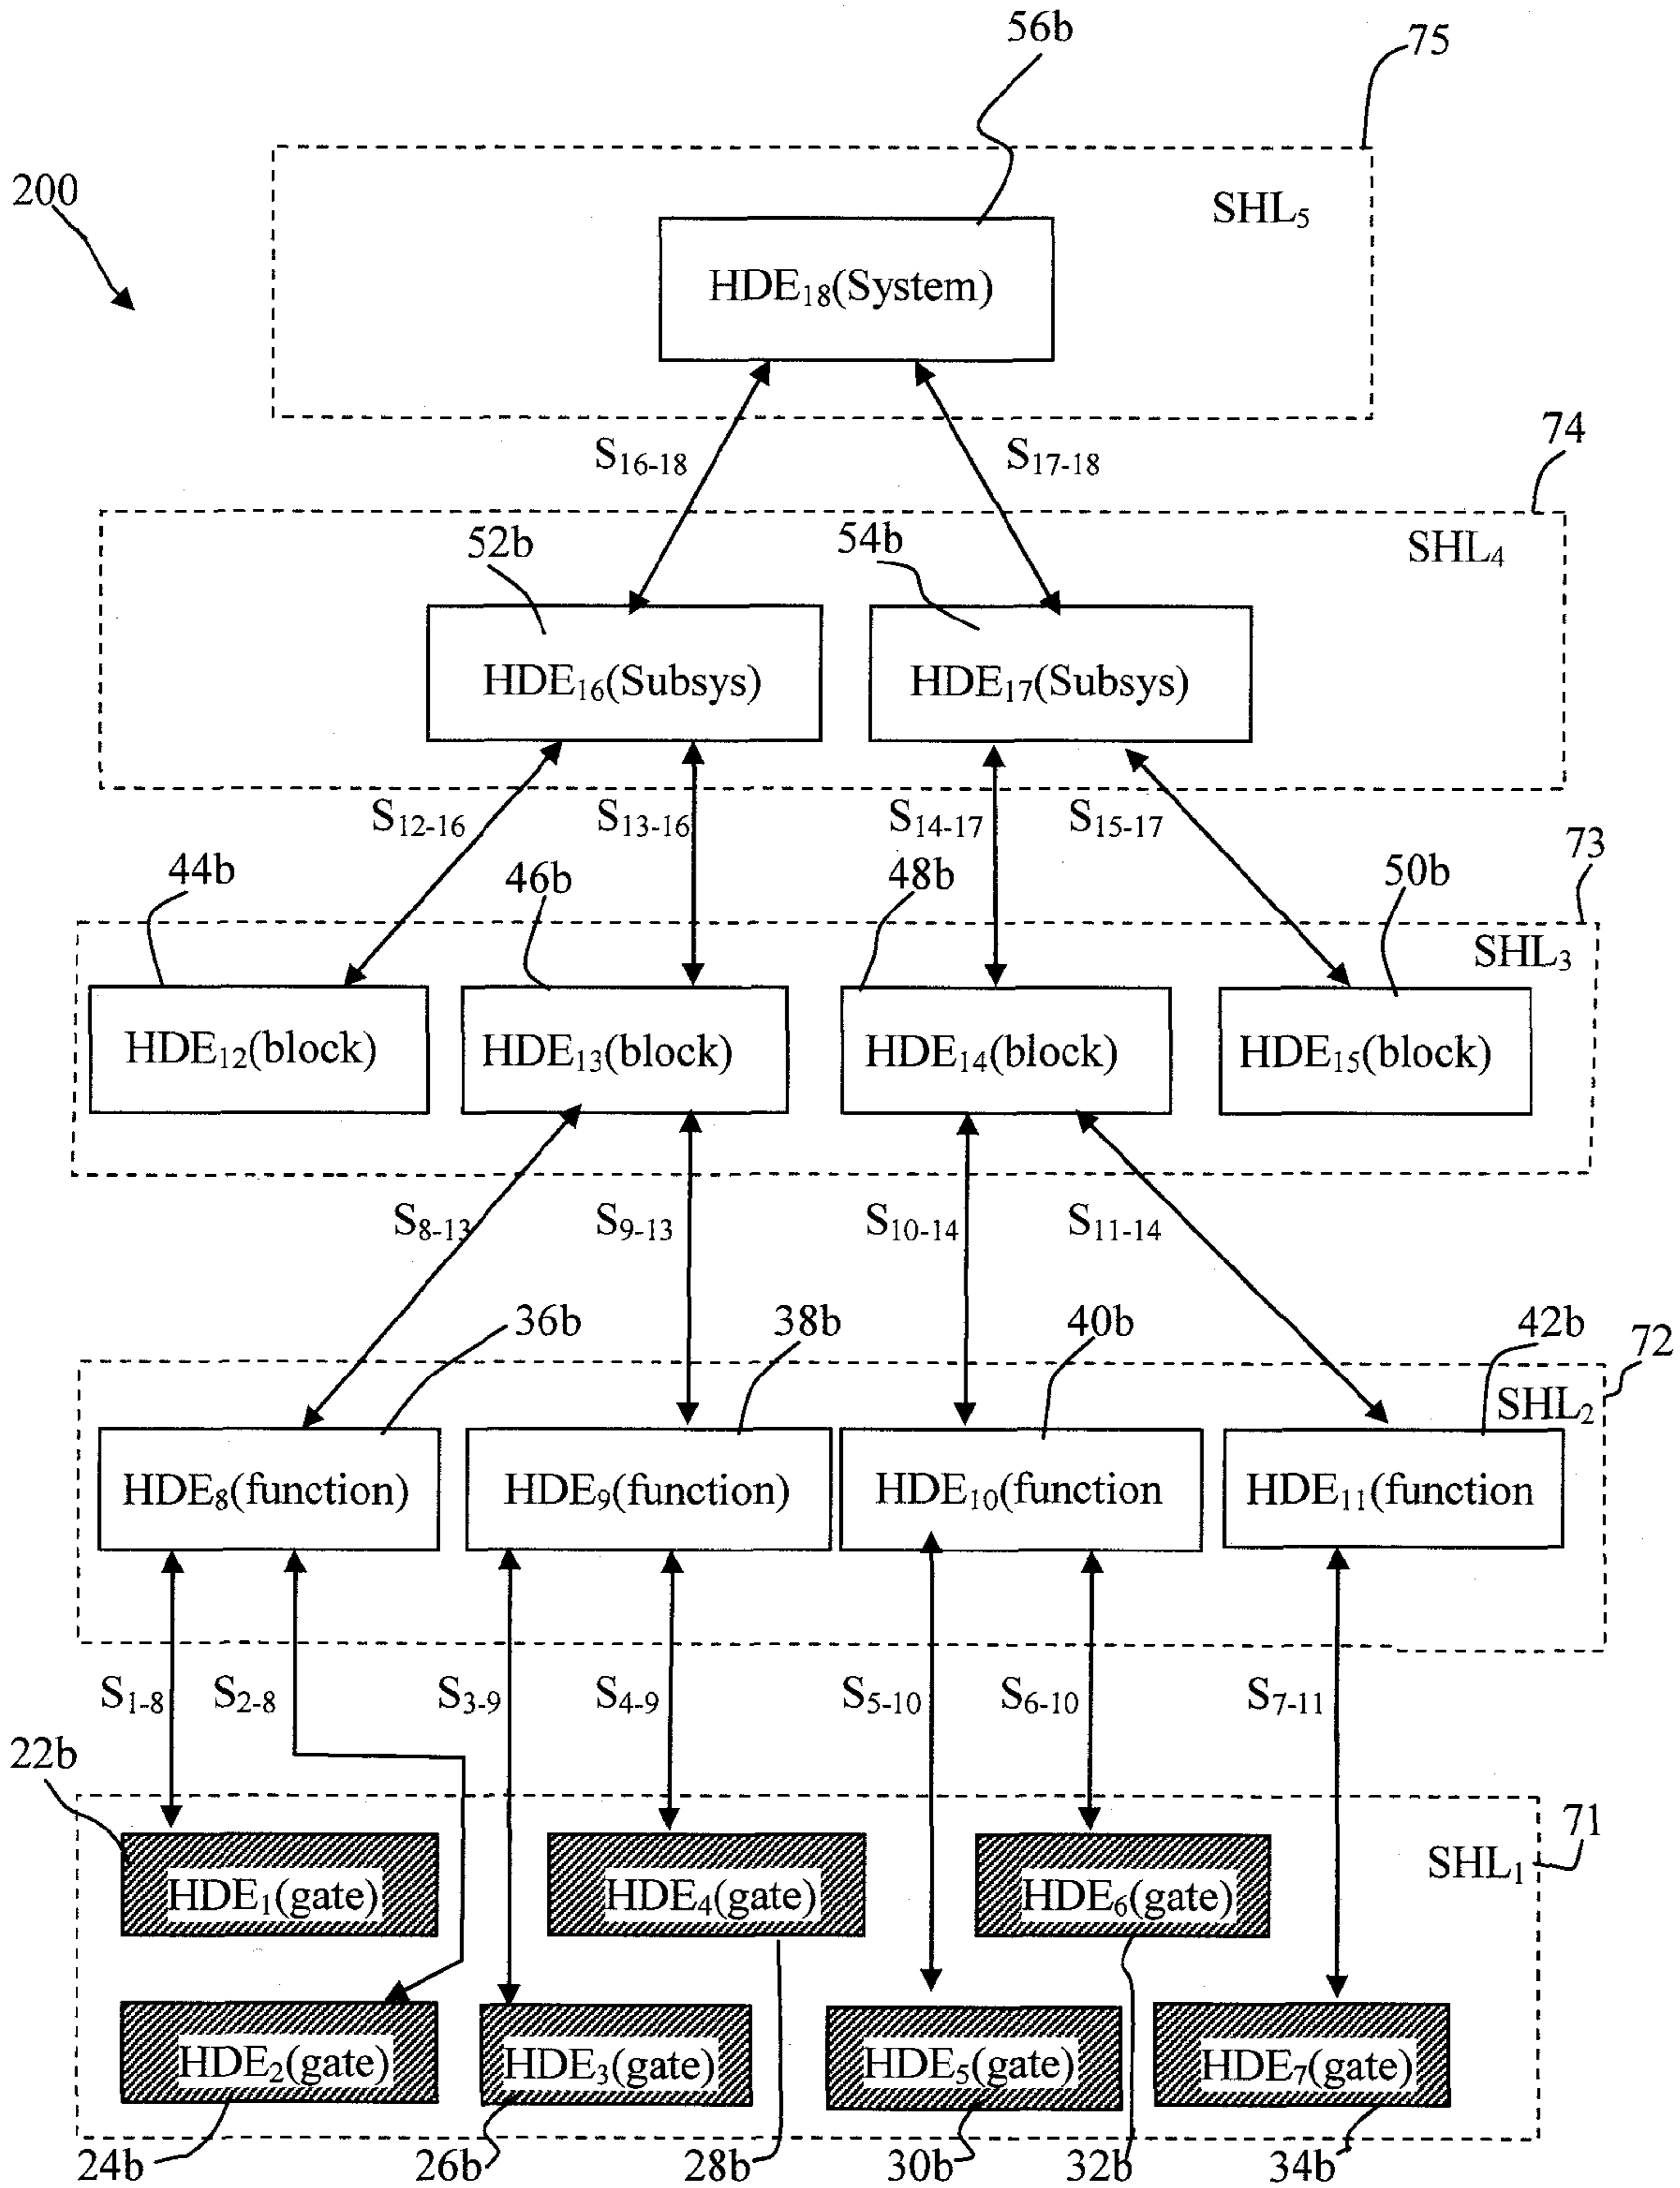 56b
75
200
SHL₅
HDE₁₈(System)
74
S₁₆₋₁₈
S₁₇₋₁₈
52b
54b
SHL₄
HDE₁₆(Subsys)
HDE₁₇(Subsys)
S₁₂₋₁₆
S₁₃₋₁₆
S₁₄₋₁₇
S₁₅₋₁₇
73
44b
46b
48b
50b
SHL₃
HDE₁₂(block)
HDE₁₃(block)
HDE₁₄(block)
HDE₁₅(block)
S₈₋₁₃
S₉₋₁₃
S₁₀₋₁₄
S₁₁₋₁₄
36b
38b
40b
42b
72
SHL₂
HDE₈(function)
HDE₉(function)
HDE₁₀(function
HDE₁₁(function
S₁₋₈
S₂₋₈
S₃₋₉
S₄₋₉
S₅₋₁₀
S₆₋₁₀
S₇₋₁₁
22b
71
SHL₁
HDE₁(gate)
HDE₄(gate)
HDE₆(gate)
HDE₂(gate)
HDE₃(gate)
HDE₅(gate)
HDE₇(gate)
24b
26b
28b
30b
32b
34b